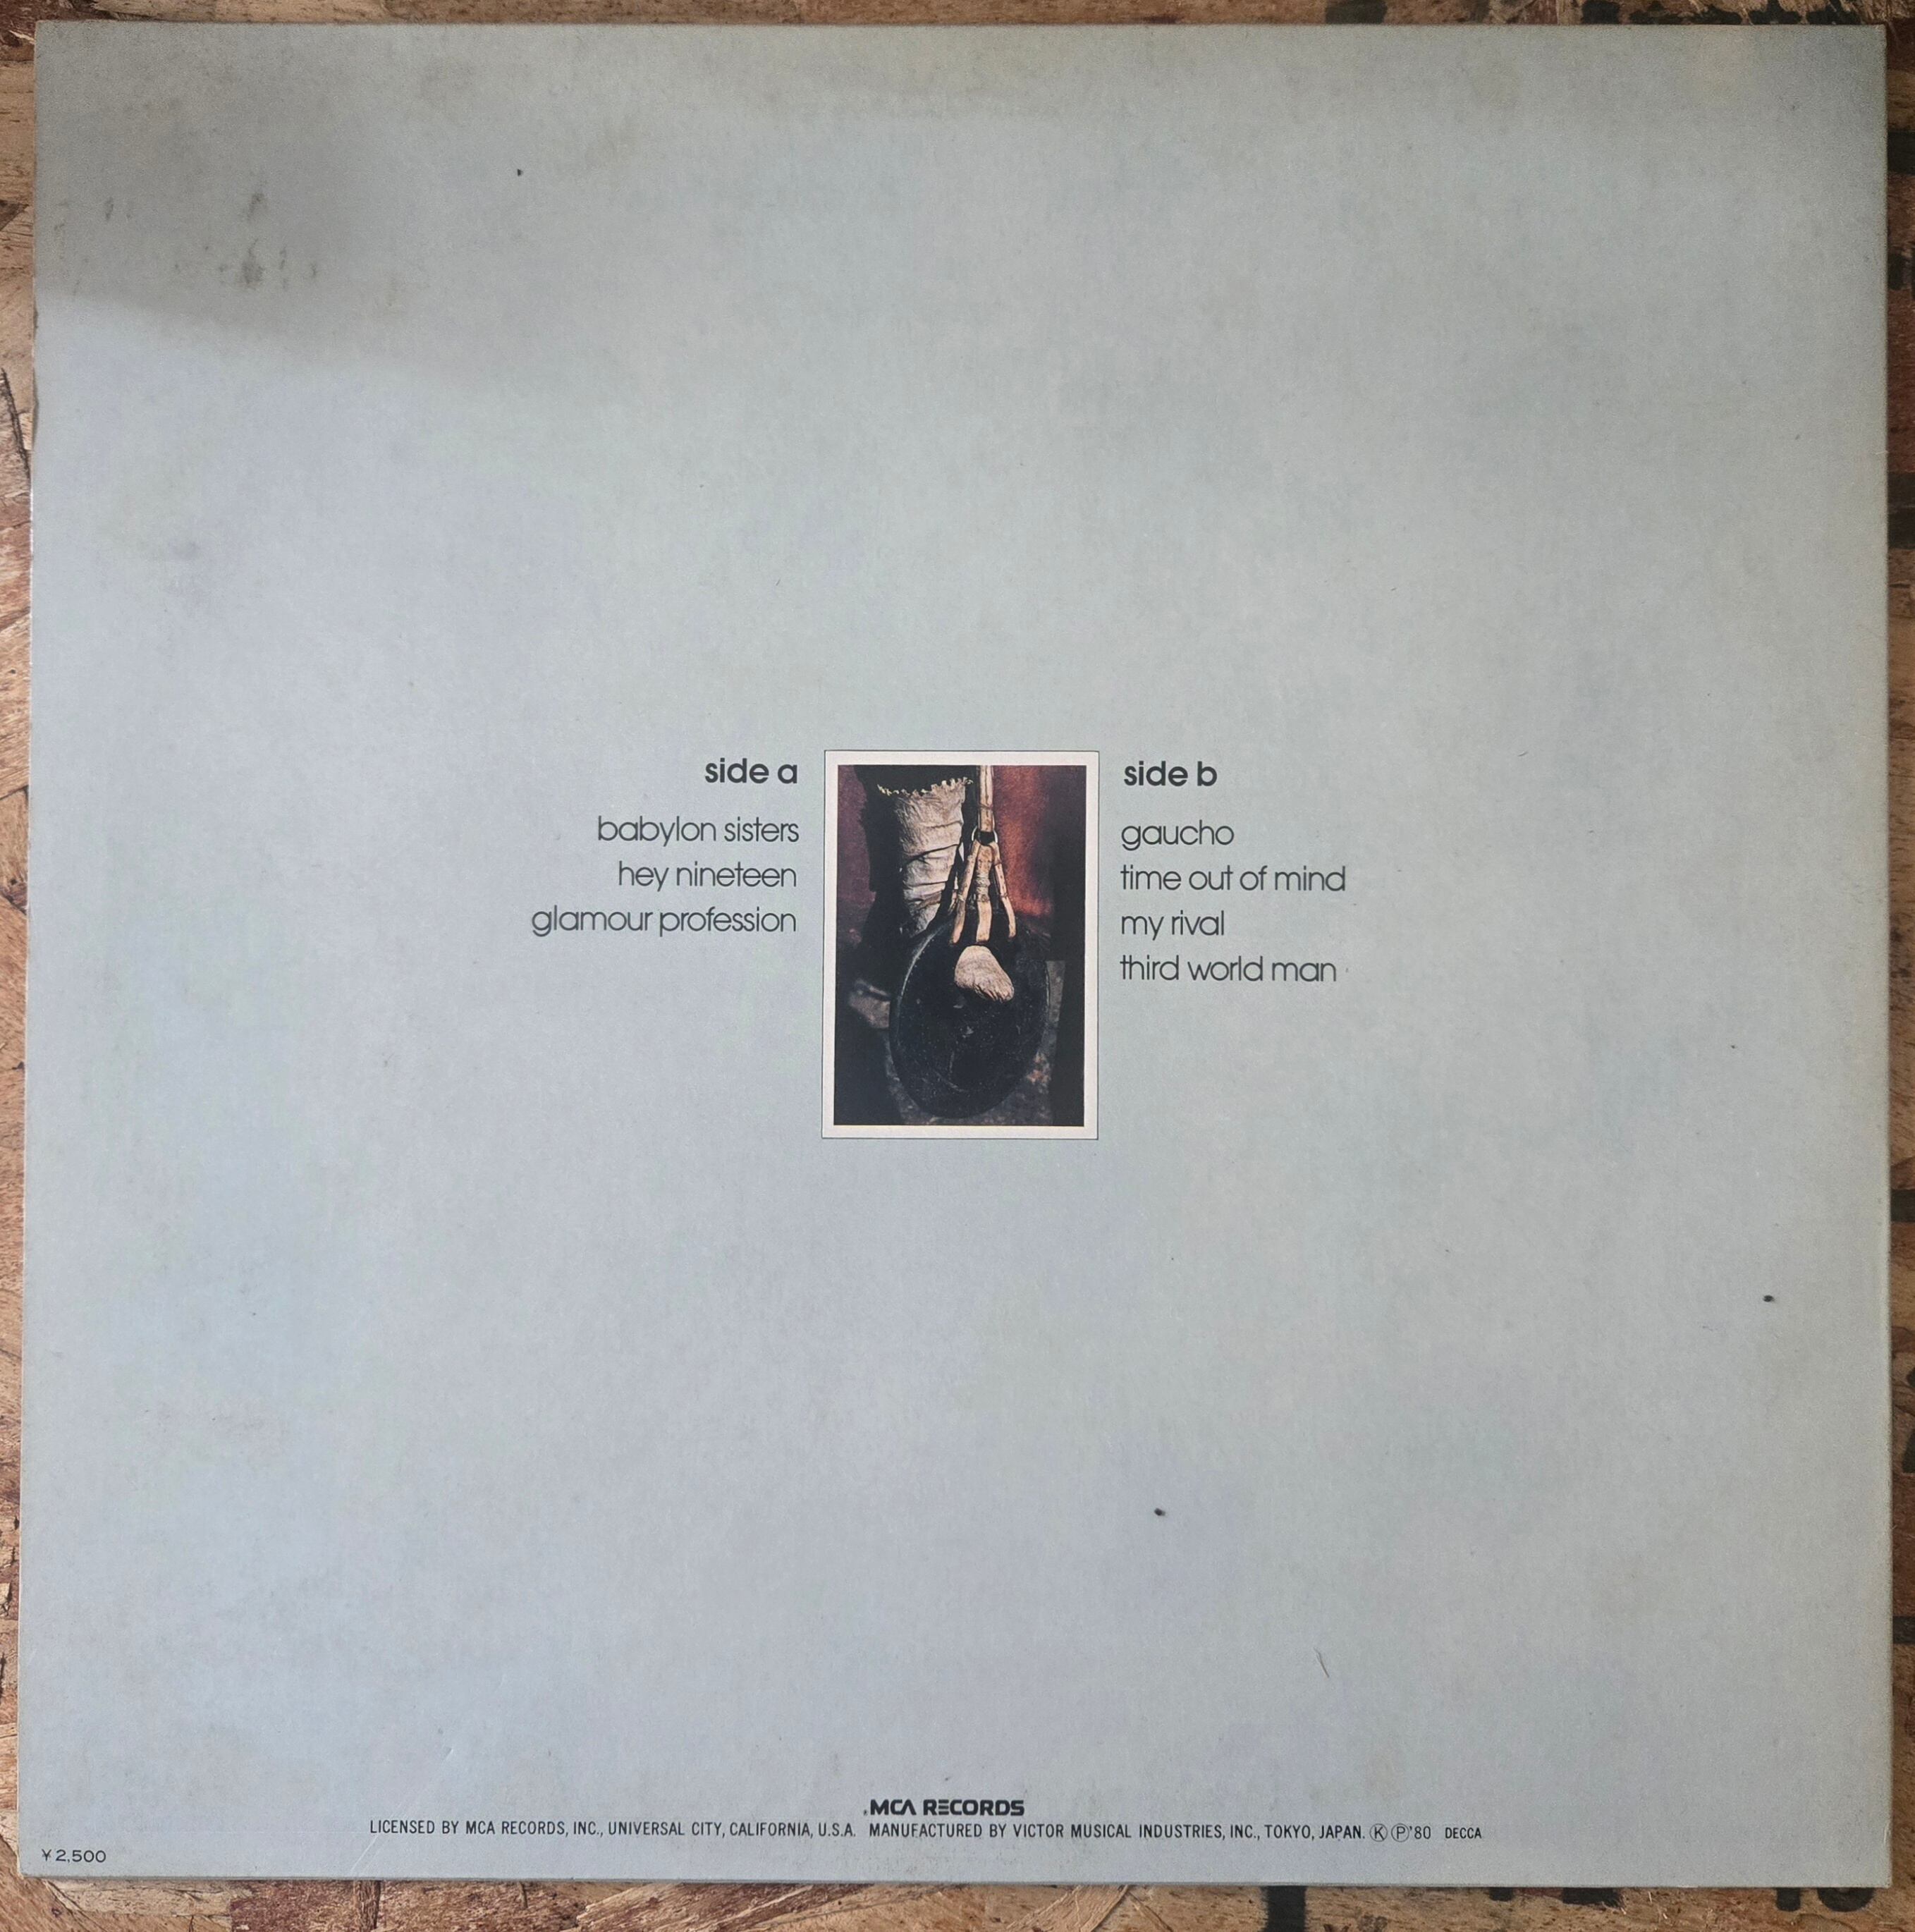 side a
babylon sisters
hey nineteen
glamour profession
side b
gaucho
time out of mind
my rival
third world man
MCA RECORDS
LICENSED BY MCA RECORDS, INC., UNIVERSAL CITY, CALIFORNIA, U.S.A. MANUFACTURED BY VICTOR MUSICAL INDUSTRIES, INC., TOKYO, JAPAN. Ⓚ Ⓟ'80 DECCA
¥2,500